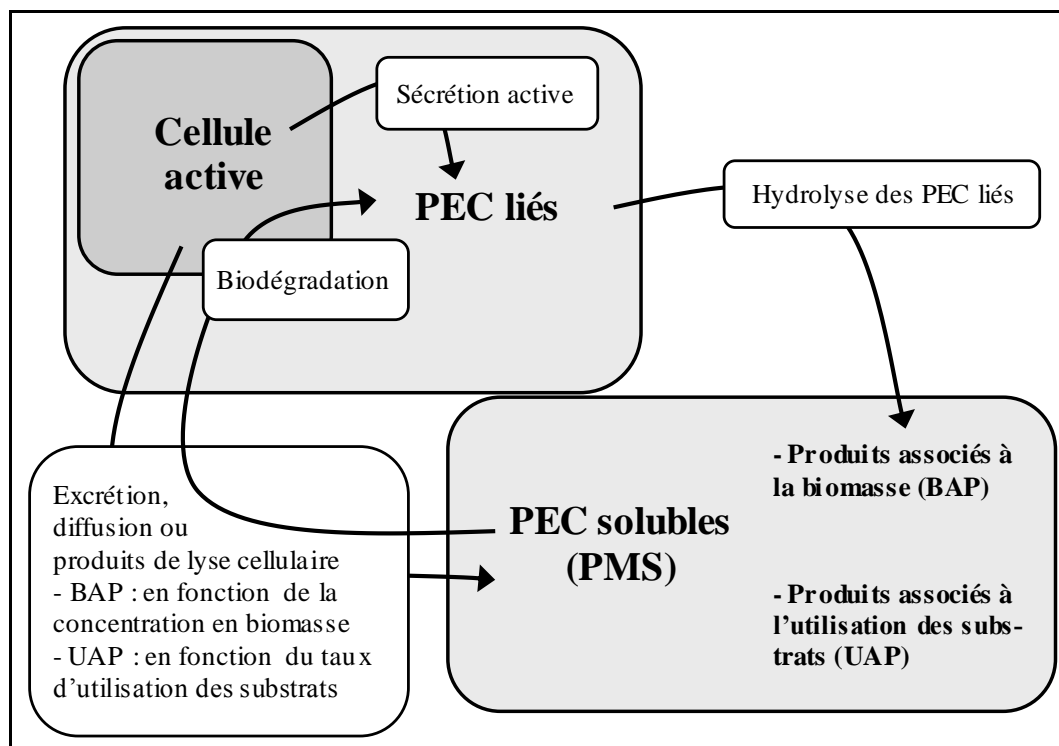 Sécrétion active
Cellule
active
PEC liés
Hydrolyse des PEC liés
Biodégradation
Excrétion,
diffusion ou
produits de lyse cellulaire
- BAP : en fonction de la
concentration en biomasse
- UAP : en fonction du taux
d’utilisation des substrats
PEC solubles
(PMS)
- Produits associés à
la biomasse (BAP)
- Produits associés à
l’utilisation des subs-
trats (UAP)